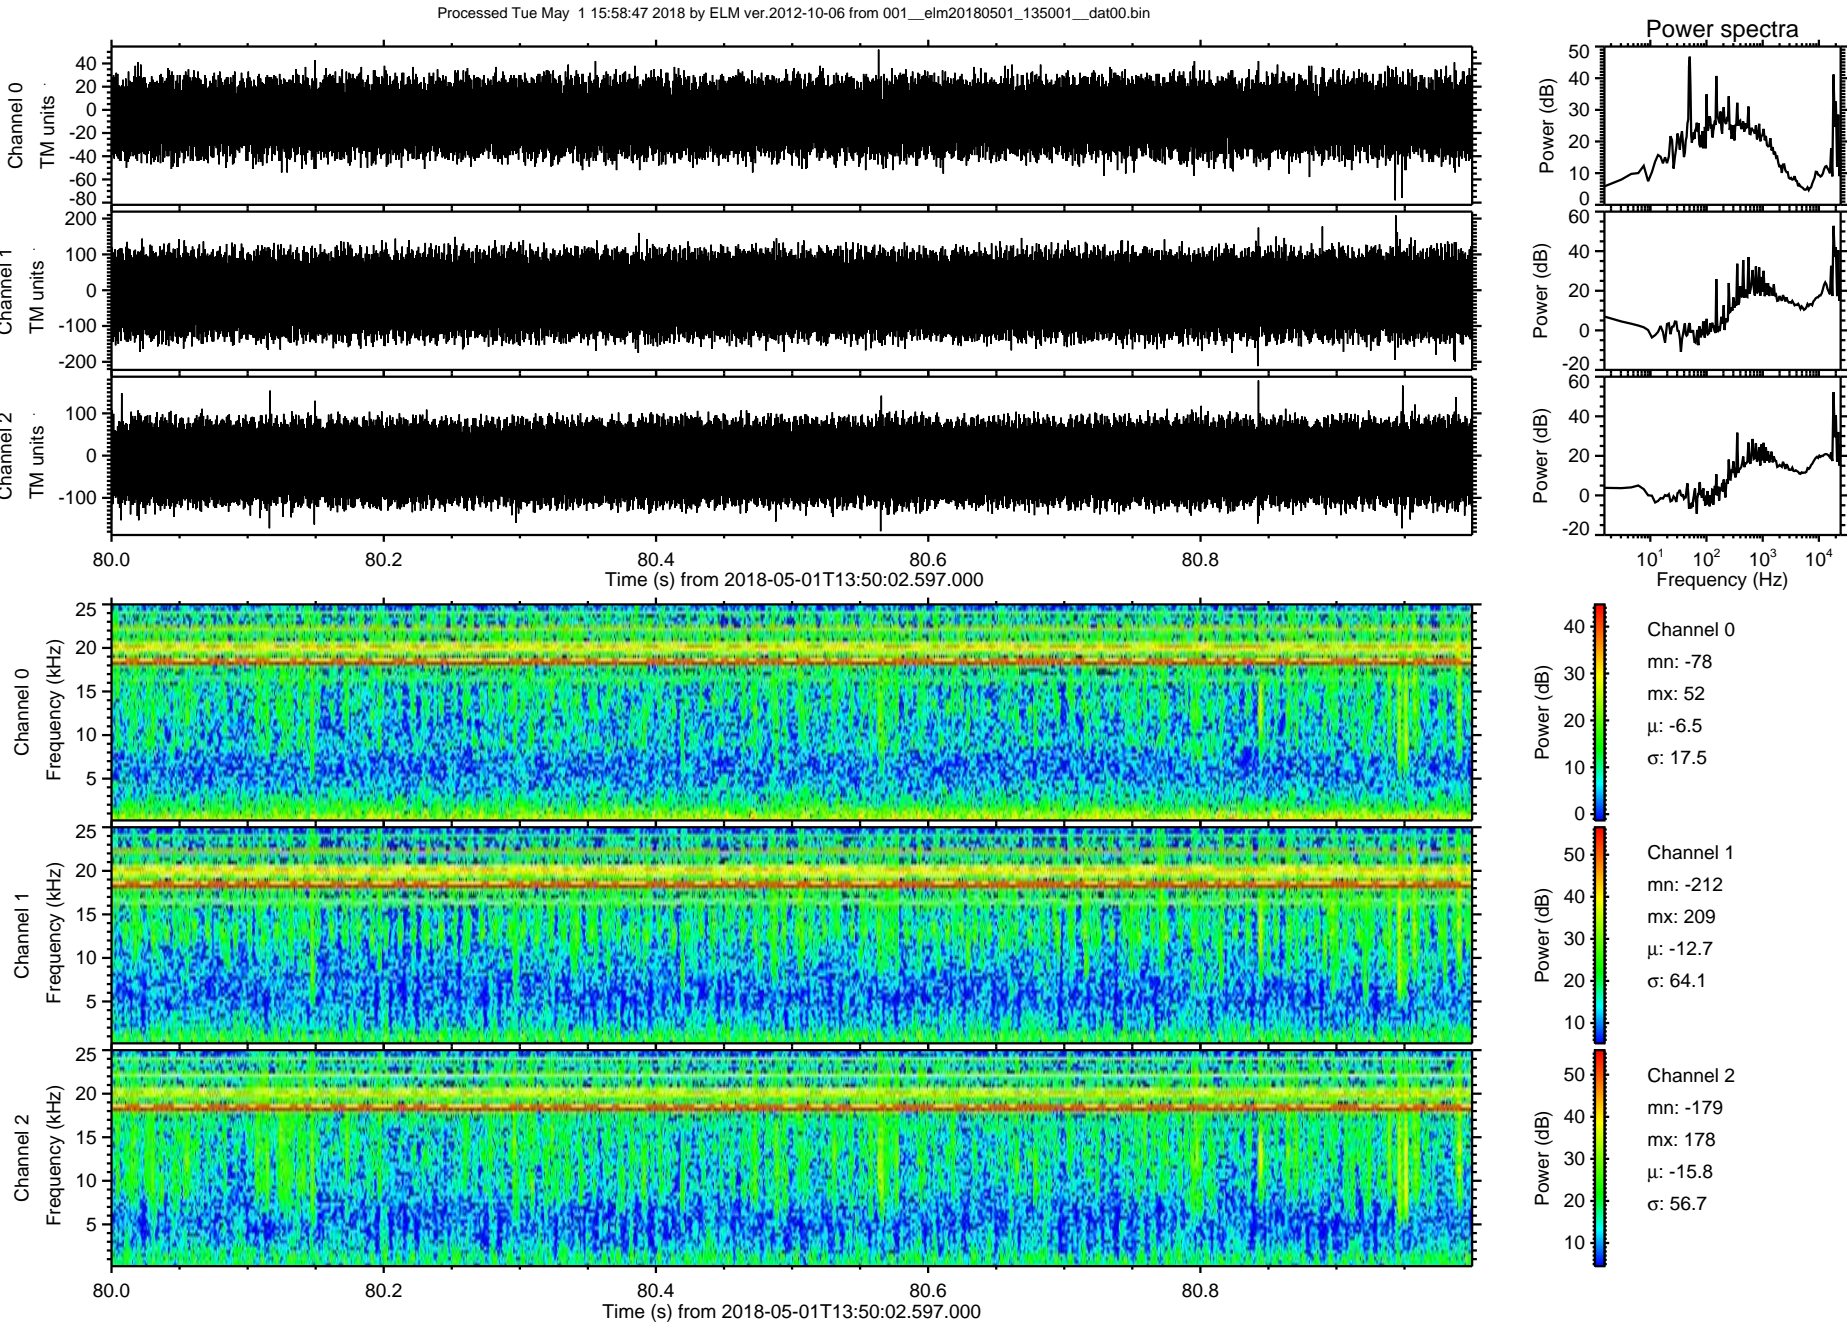 Processed Tue May  1 15:58:47 2018 by ELM ver.2012-10-06 from 001__elm20180501_135001__dat00.bin
Power spectra
Channel 0
TM units
40
20
0
-20
-40
-60
-80
Power (dB)
50
40
30
20
10
0
Channel 1
TM units
200
100
0
-100
-200
Power (dB)
60
40
20
0
-20
Channel 2
TM units
100
0
-100
Power (dB)
60
40
20
0
-20
80.0 80.2 80.4 80.6 80.8
Time (s) from 2018-05-01T13:50:02.597.000
10^1 10^2 10^3 10^4
Frequency (Hz)
Channel 0
Frequency (kHz)
25
20
15
10
5
Power (dB)
40
30
20
10
0
Channel 0
mn: -78
mx: 52
μ: -6.5
σ: 17.5
Channel 1
Frequency (kHz)
25
20
15
10
5
Power (dB)
50
40
30
20
10
Channel 1
mn: -212
mx: 209
μ: -12.7
σ: 64.1
Channel 2
Frequency (kHz)
25
20
15
10
5
Power (dB)
50
40
30
20
10
Channel 2
mn: -179
mx: 178
μ: -15.8
σ: 56.7
80.0 80.2 80.4 80.6 80.8
Time (s) from 2018-05-01T13:50:02.597.000